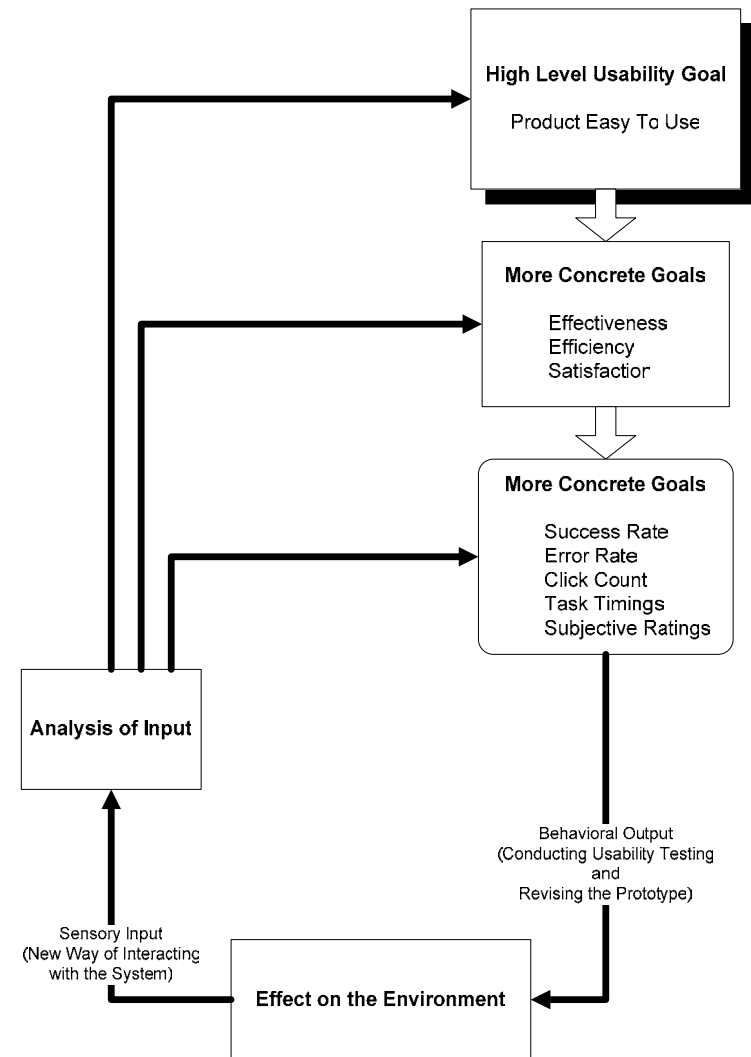 High Level Usability Goal
Product Easy To Use
More Concrete Goals
Effectiveness
Efficiency
Satisfaction
More Concrete Goals
Success Rate
Error Rate
Click Count
Task Timings
Subjective Ratings
Analysis of Input
Behavioral Output
(Conducting Usability Testing
and
Revising the Prototype)
Sensory Input
(New Way of Interacting
with the System)
Effect on the Environment